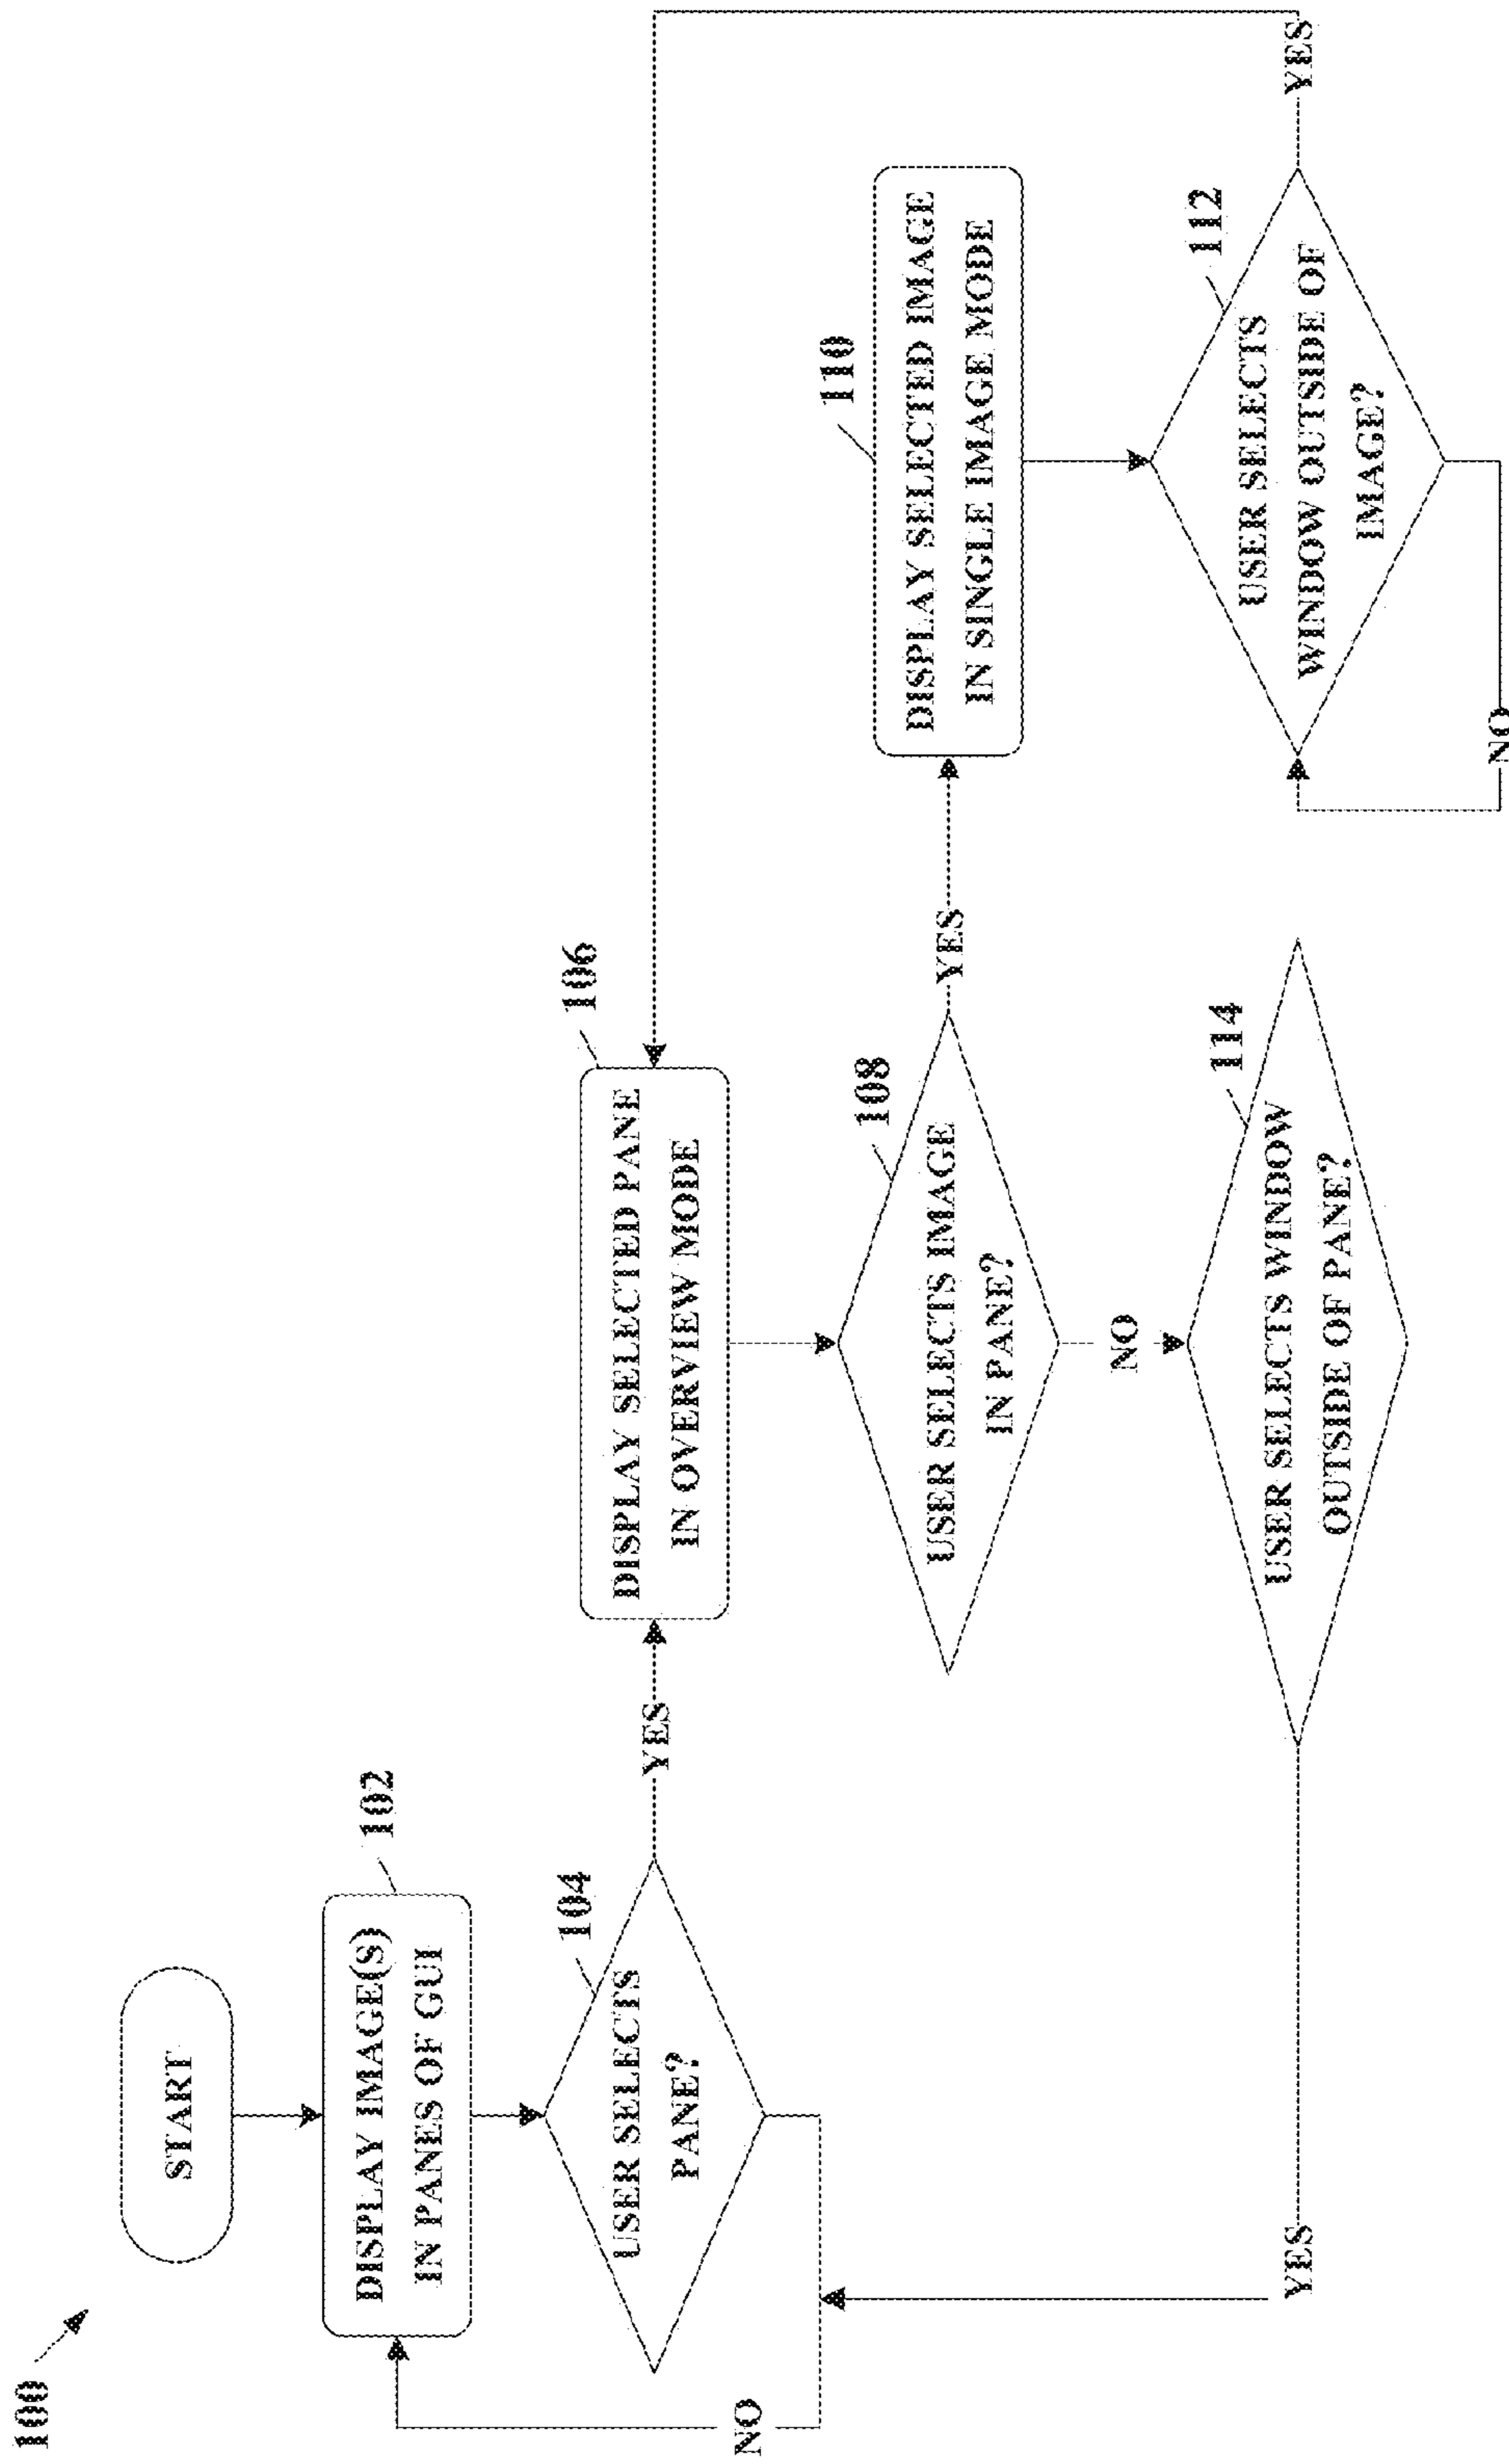 100
START
102
DISPLAY IMAGE(S)
IN PANES OF GUI
104
USER SELECTS
PANE?
NO
YES
106
DISPLAY SELECTED PANE
IN OVERVIEW MODE
108
USER SELECTS IMAGE
IN PANE?
YES
NO
110
DISPLAY SELECTED IMAGE
IN SINGLE IMAGE MODE
112
USER SELECTS
WINDOW OUTSIDE OF
IMAGE?
YES
NO
114
USER SELECTS WINDOW
OUTSIDE OF PANE?
YES